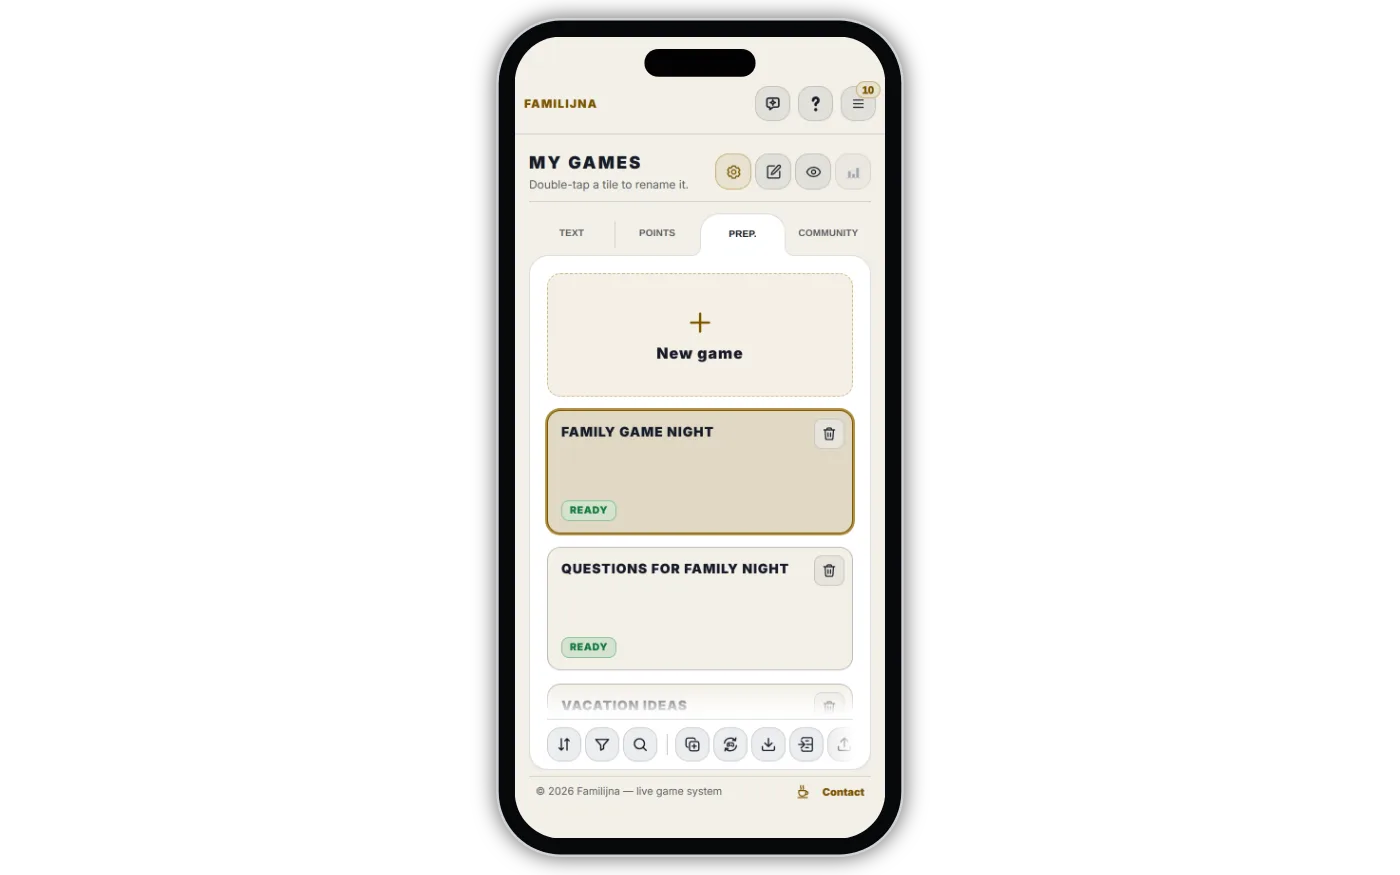 FAMILIJNA
?
10
MY GAMES
Double-tap a tile to rename it.
TEXT
POINTS
PREP.
COMMUNITY
New game
FAMILY GAME NIGHT
READY
QUESTIONS FOR FAMILY NIGHT
READY
VACATION IDEAS
© 2026 Familijna — live game system
Contact